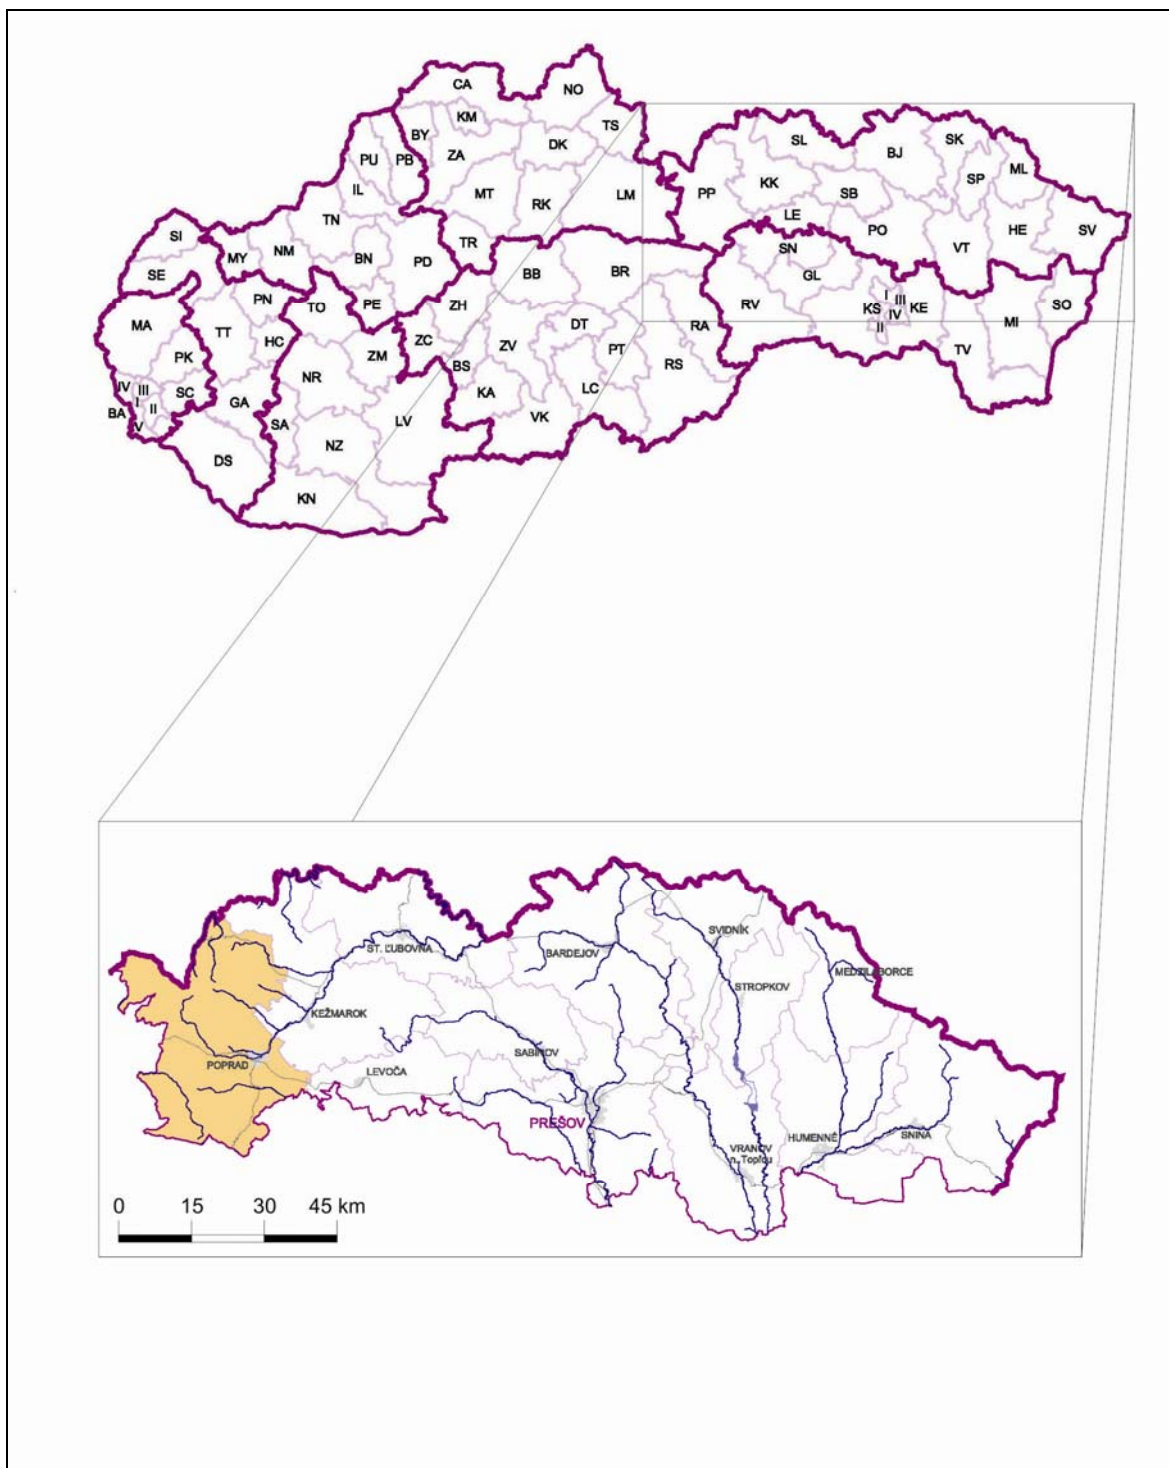 CA
NO
KM
TS
BY
DK
SL
BJ
SK
PU
PB
ZA
ML
IL
KK
SP
PP
MT
LM
SB
RK
LE
TN
PO
HE
SV
SI
TR
SN
VT
MY
NM
BN
PD
BB
BR
GL
SE
PN
PE
ZH
I
III
KS
KE
RV
IV
SO
TO
MA
TT
DT
MI
II
RA
HC
ZC
ZV
PT
TV
PK
ZM
BS
RS
NR
IV
III
SC
KA
LC
I
GA
BA
II
LV
VK
V
SA
NZ
DS
KN
SVIDNÍK
ST. ĽUBOVNA
BARDEJOV
MEDZILABORCE
STROPKOV
KEŽMAROK
SABINOV
POPRAD
LEVOČA
PREŠOV
HUMENNÉ
SNINA
VRANOV
n. Topľou
0 15 30 45 km